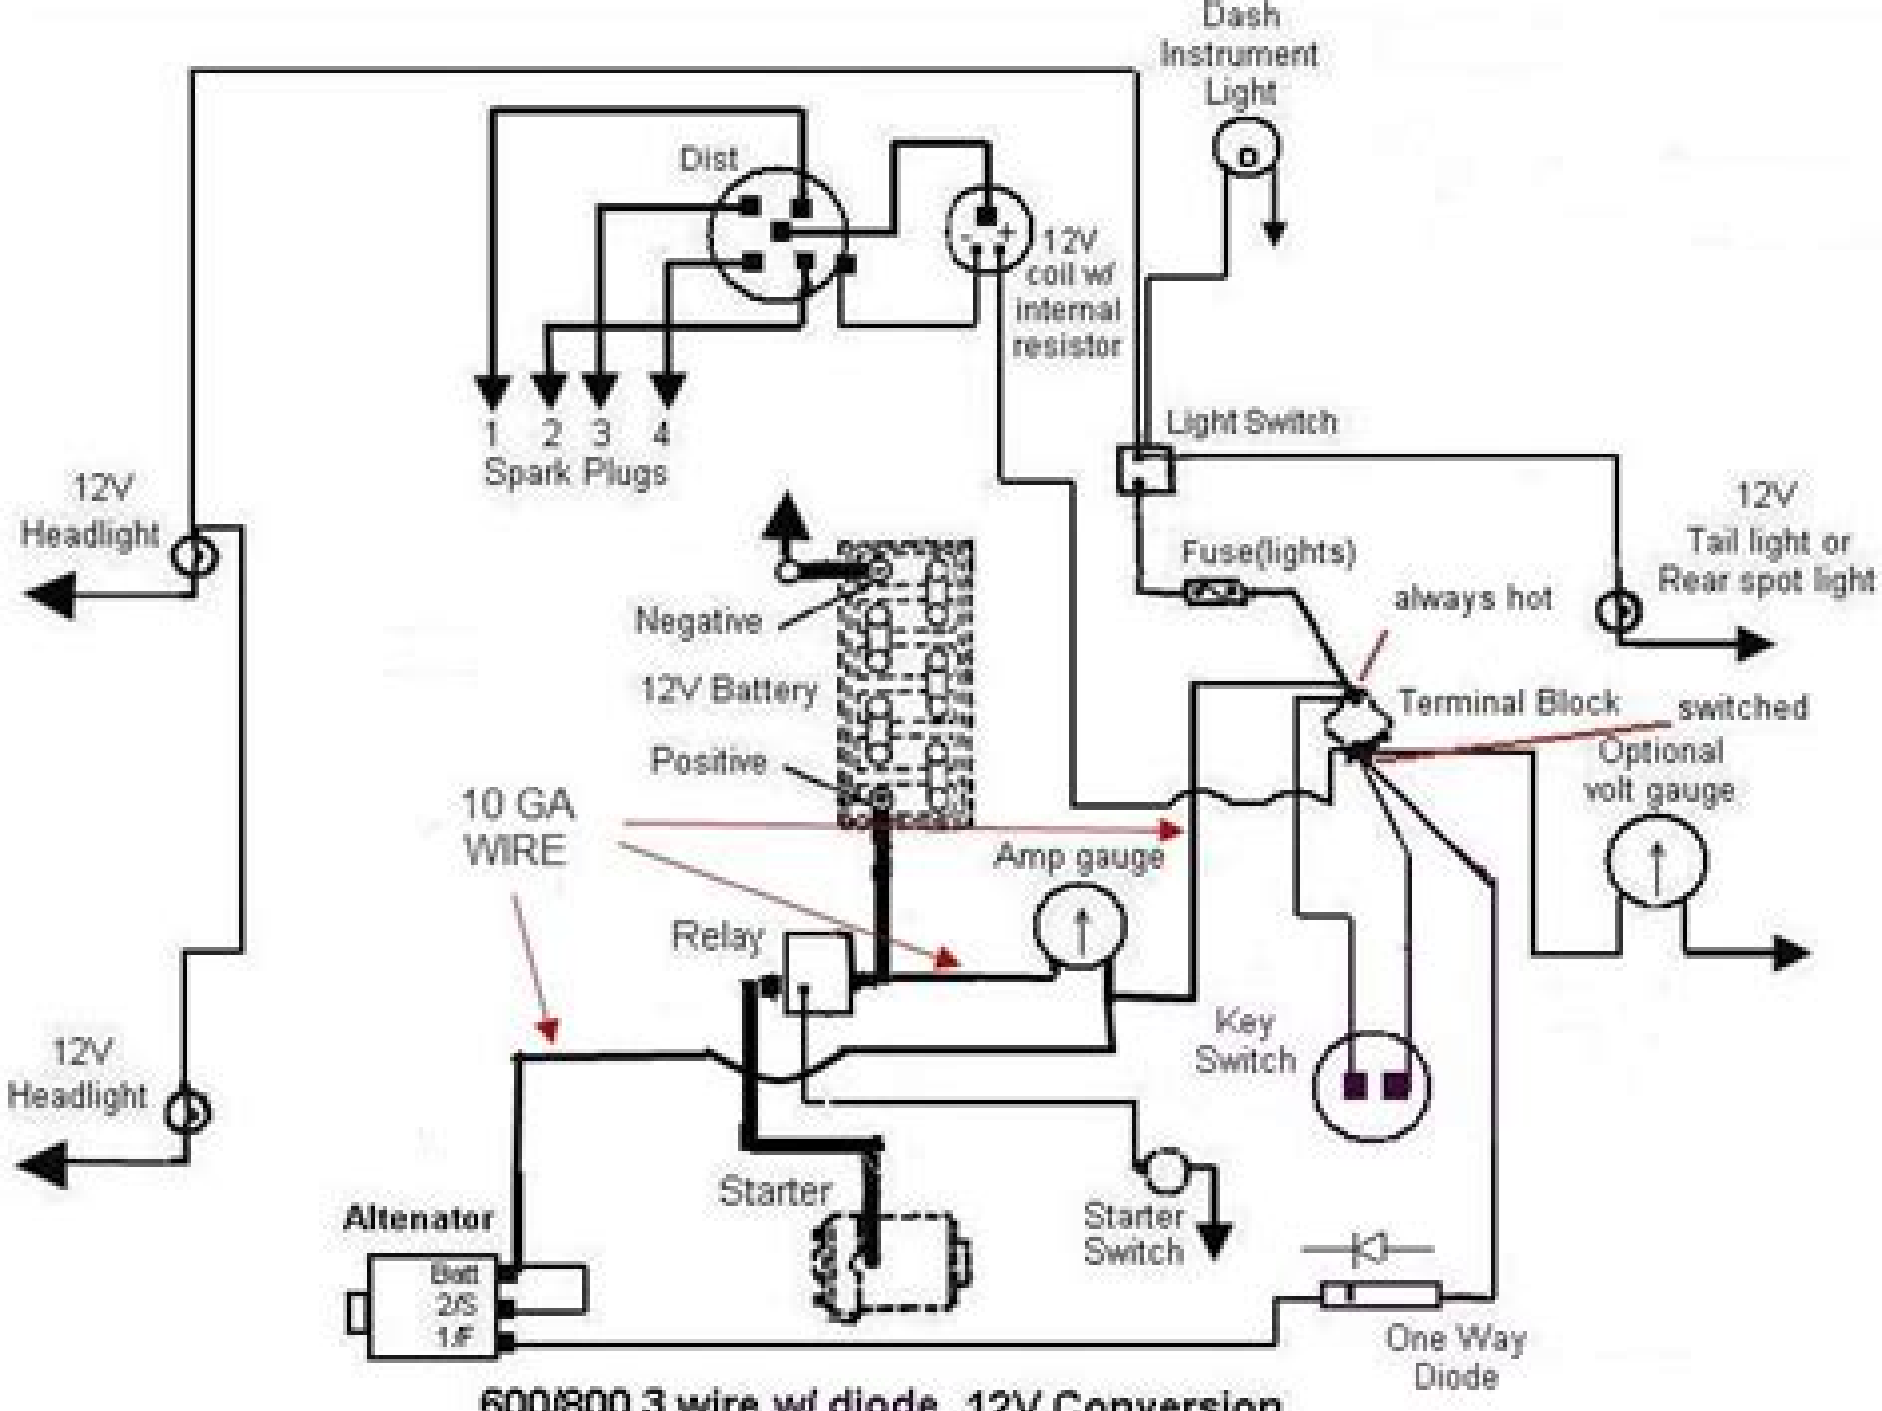 Dash
Instrument
Light
Dist
12V
coil w/
internal
resistor
- +
1 2 3 4
Spark Plugs
Light Switch
12V
Headlight
12V
Tail light or
Rear spot light
Fuse(lights)
always hot
Negative
12V Battery
Positive
Terminal Block
switched
Optional
volt gauge
10 GA
WIRE
Amp gauge
Relay
Key
Switch
12V
Headlight
Starter
Starter
Switch
Altenator
Batt
2/S
1/F
One Way
Diode
600/800 3 wire w/ diode 12V Conversion